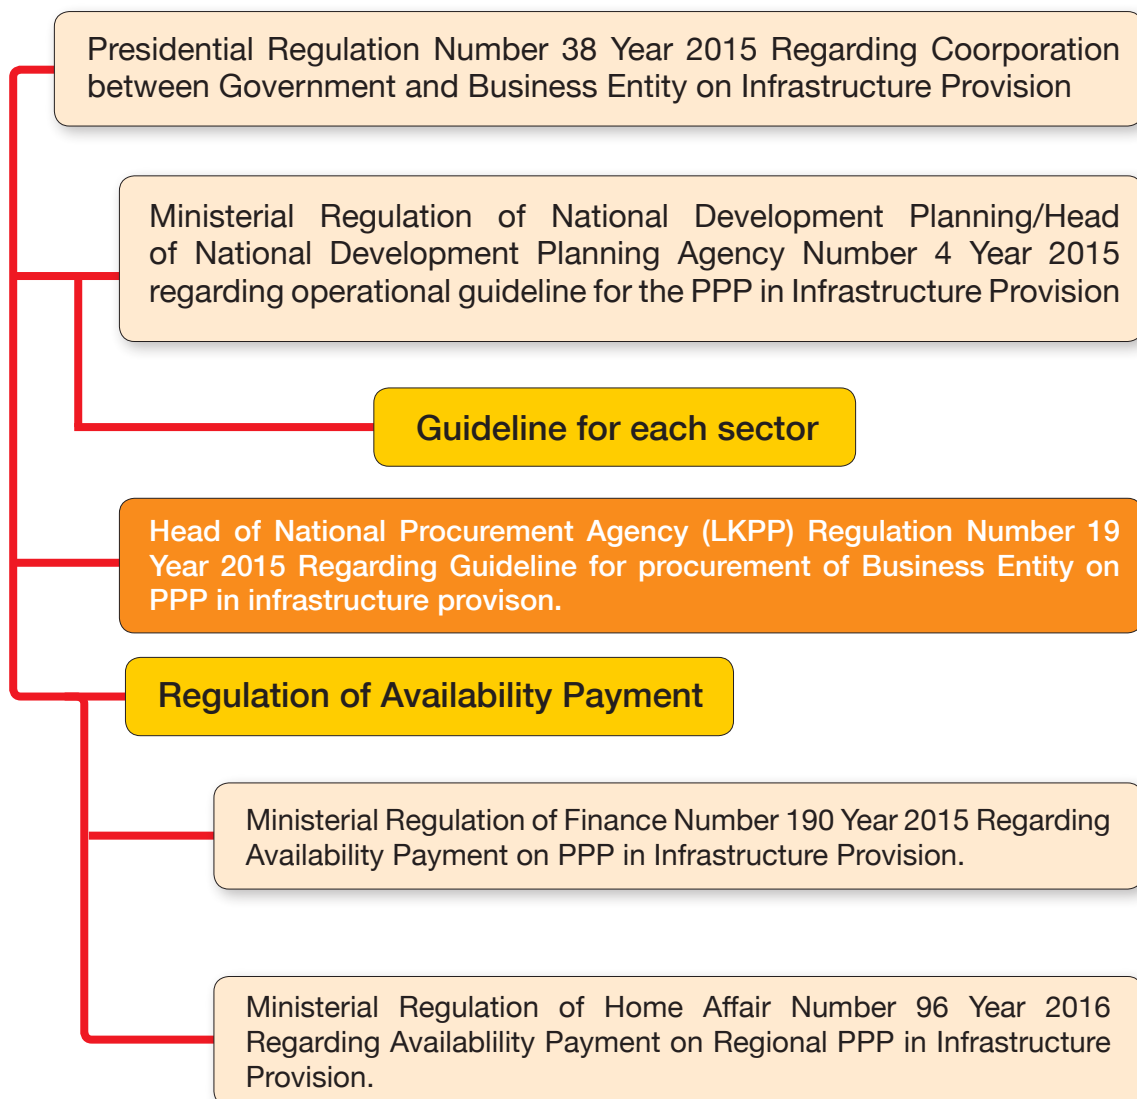 Presidential Regulation Number 38 Year 2015 Regarding Coorporation
between Government and Business Entity on Infrastructure Provision
Ministerial Regulation of National Development Planning/Head
of National Development Planning Agency Number 4 Year 2015
regarding operational guideline for the PPP in Infrastructure Provision
Guideline for each sector
Head of National Procurement Agency (LKPP) Regulation Number 19
Year 2015 Regarding Guideline for procurement of Business Entity on
PPP in infrastructure provison.
Regulation of Availability Payment
Ministerial Regulation of Finance Number 190 Year 2015 Regarding
Availability Payment on PPP in Infrastructure Provision.
Ministerial Regulation of Home Affair Number 96 Year 2016
Regarding Availablility Payment on Regional PPP in Infrastructure
Provision.